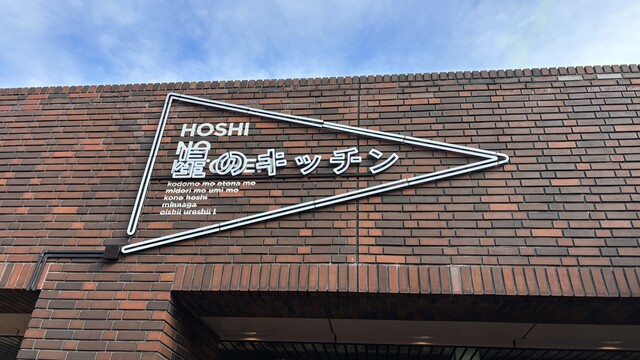 HOSHI
NO
星のキッチン
kodomo mo otona mo
midori mo umi mo
kono hoshi
minnaga
oishii ureshii !